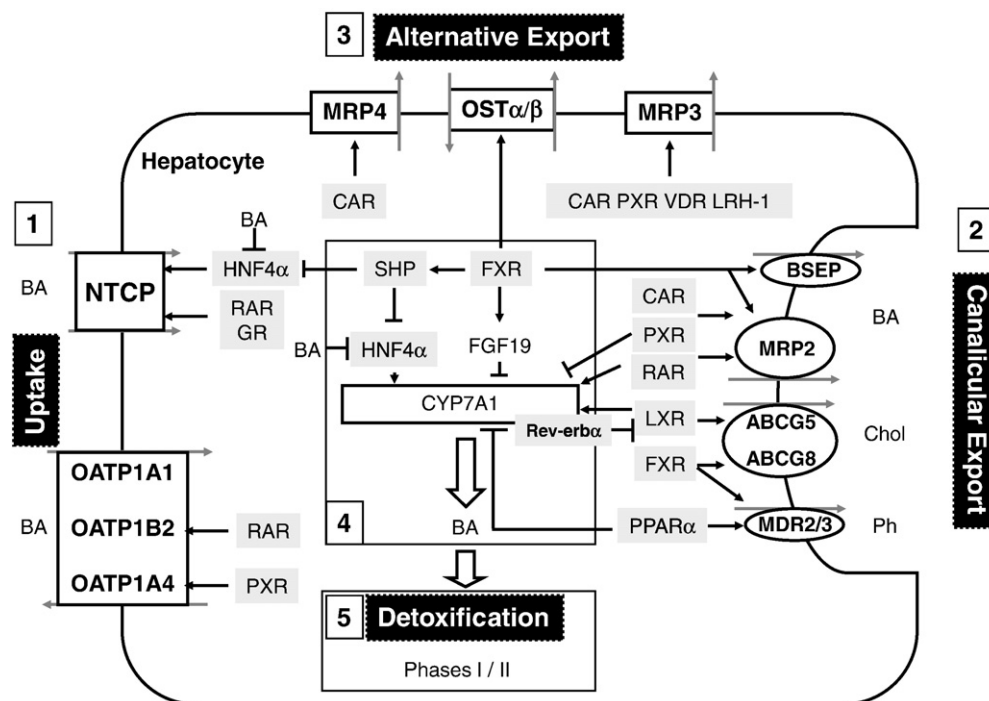 3 Alternative Export
MRP4 OSTα/β MRP3
Hepatocyte
CAR
CAR PXR VDR LRH-1
1
BA
2
BA
NTCP
HNF4α
SHP
FXR
BSEP
RAR
GR
CAR
BA
BA
HNF4α
FGF19
PXR
MRP2
RAR
Uptake
Canalicular Export
CYP7A1
Rev-erbα
LXR
ABCG5
Chol
ABCG8
FXR
OATP1A1
BA
OATP1B2
RAR
4
BA
PPARα
MDR2/3
Ph
OATP1A4
PXR
5 Detoxification
Phases I / II